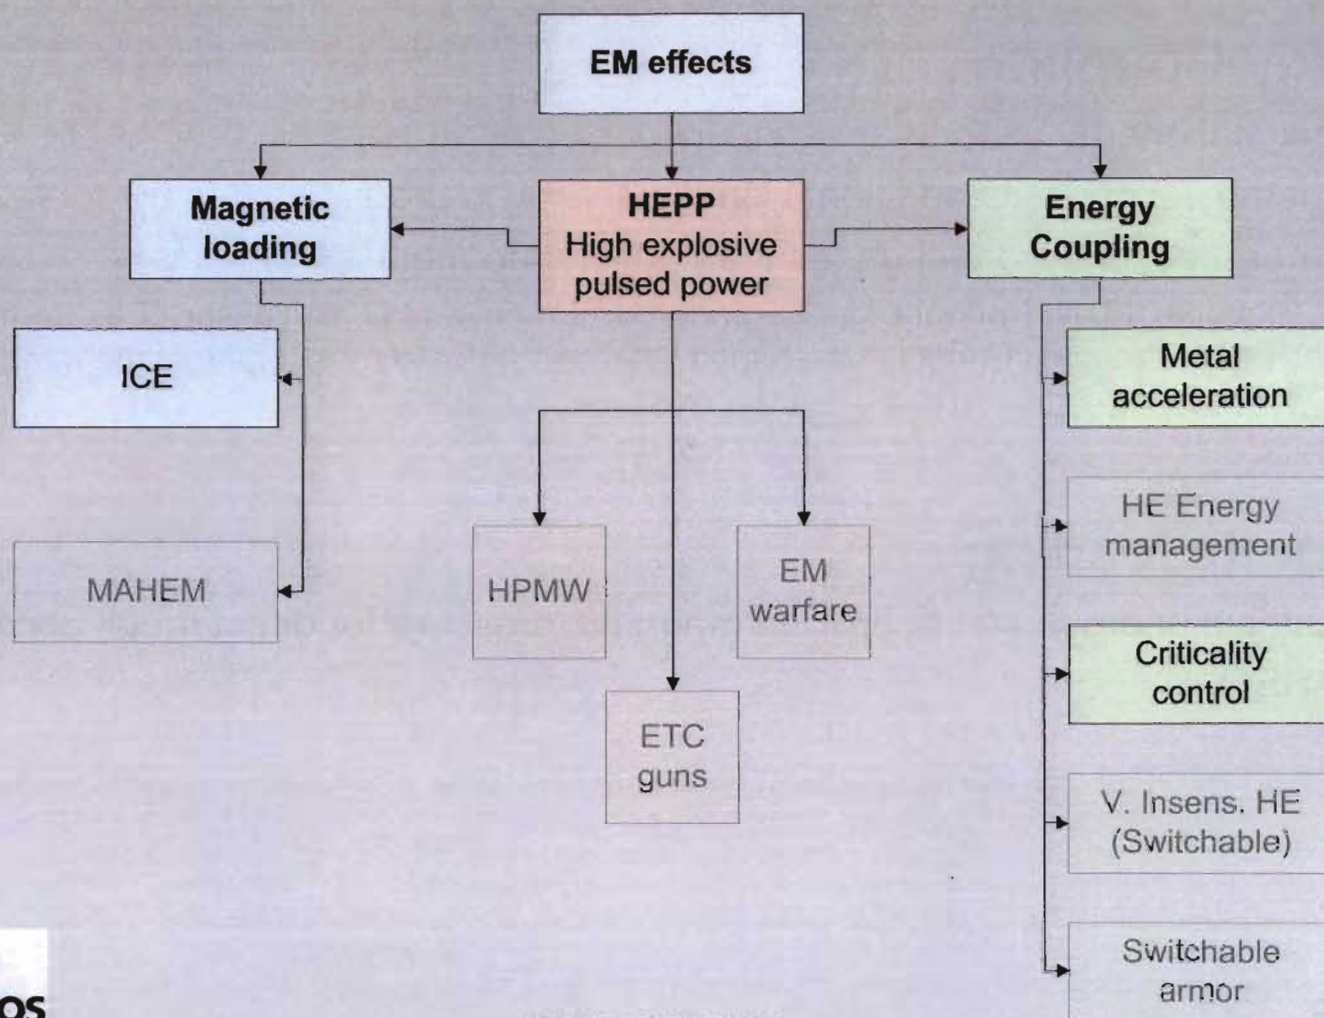 EM effects
Magnetic
loading
HEPP
High explosive
pulsed power
Energy
Coupling
ICE
MAHEM
HPMW
EM
warfare
ETC
guns
Metal
acceleration
HE Energy
management
Criticality
control
V. Insens. HE
(Switchable)
Switchable
armor
os